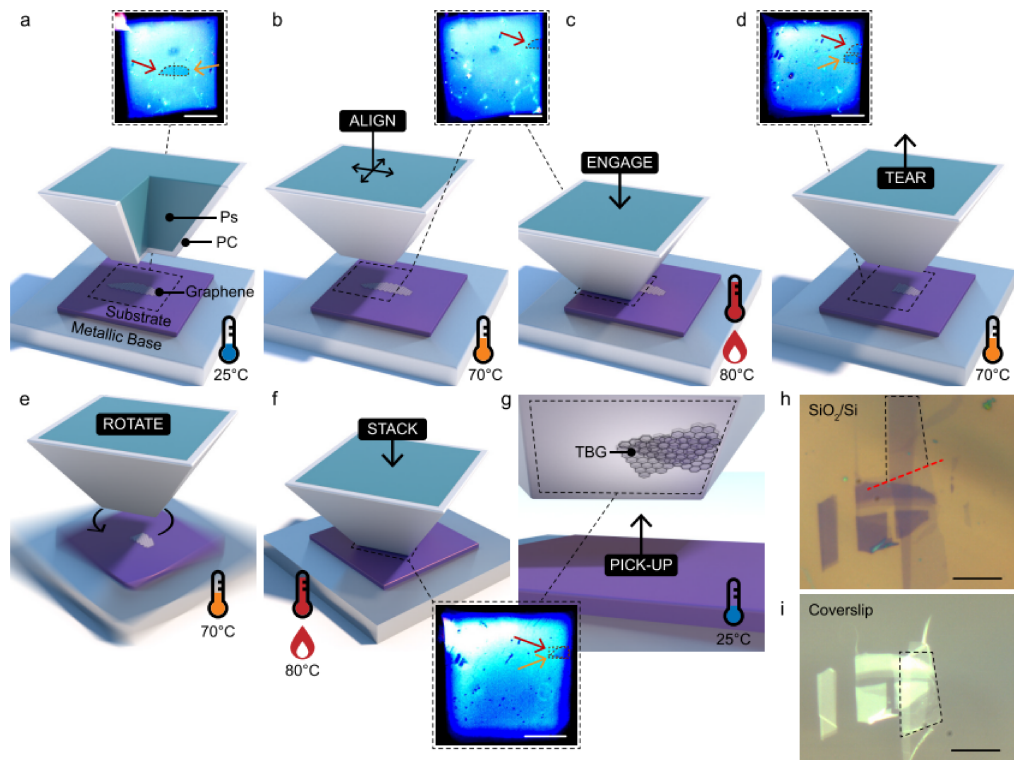 a
b
c
d
ALIGN
ENGAGE
TEAR
Ps
PC
Graphene
Substrate
Metallic Base
25°C
70°C
80°C
70°C
e
f
g
h
ROTATE
STACK
TBG
SiO₂/Si
PICK-UP
70°C
80°C
25°C
i
Coverslip